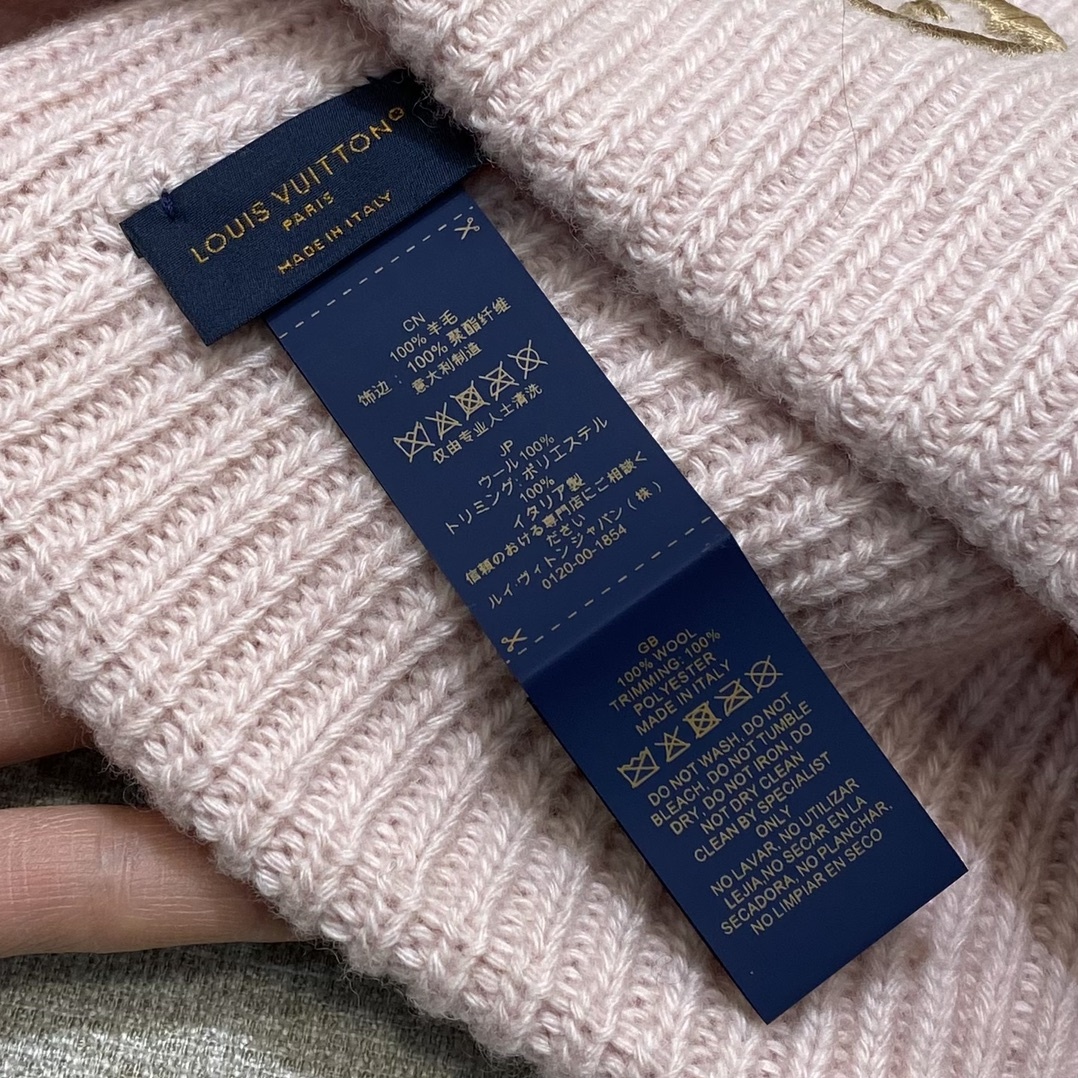 LOUIS VUITTON®
PARIS
MADE IN ITALY
CN
100% 羊毛
饰边: 100% 聚酯纤维
意大利制造
仅由专业人士清洗
JP
ウール100%
トリミング:ポリエステル
100%
イタリア製
信頼のおける専門店にご相談く
ださい
ルイ・ヴィトンジャパン(株)
0120-00-1854
GB
100% WOOL
TRIMMING: 100%
POLYESTER
MADE IN ITALY
DO NOT WASH, DO NOT
BLEACH, DO NOT TUMBLE
DRY, DO NOT IRON, DO
NOT DRY CLEAN
CLEAN BY SPECIALIST
ONLY
NO LAVAR, NO UTILIZAR
LEJIA,NO SECAR EN LA
SECADORA, NO PLANCHAR,
NO LIMPIAR EN SECO